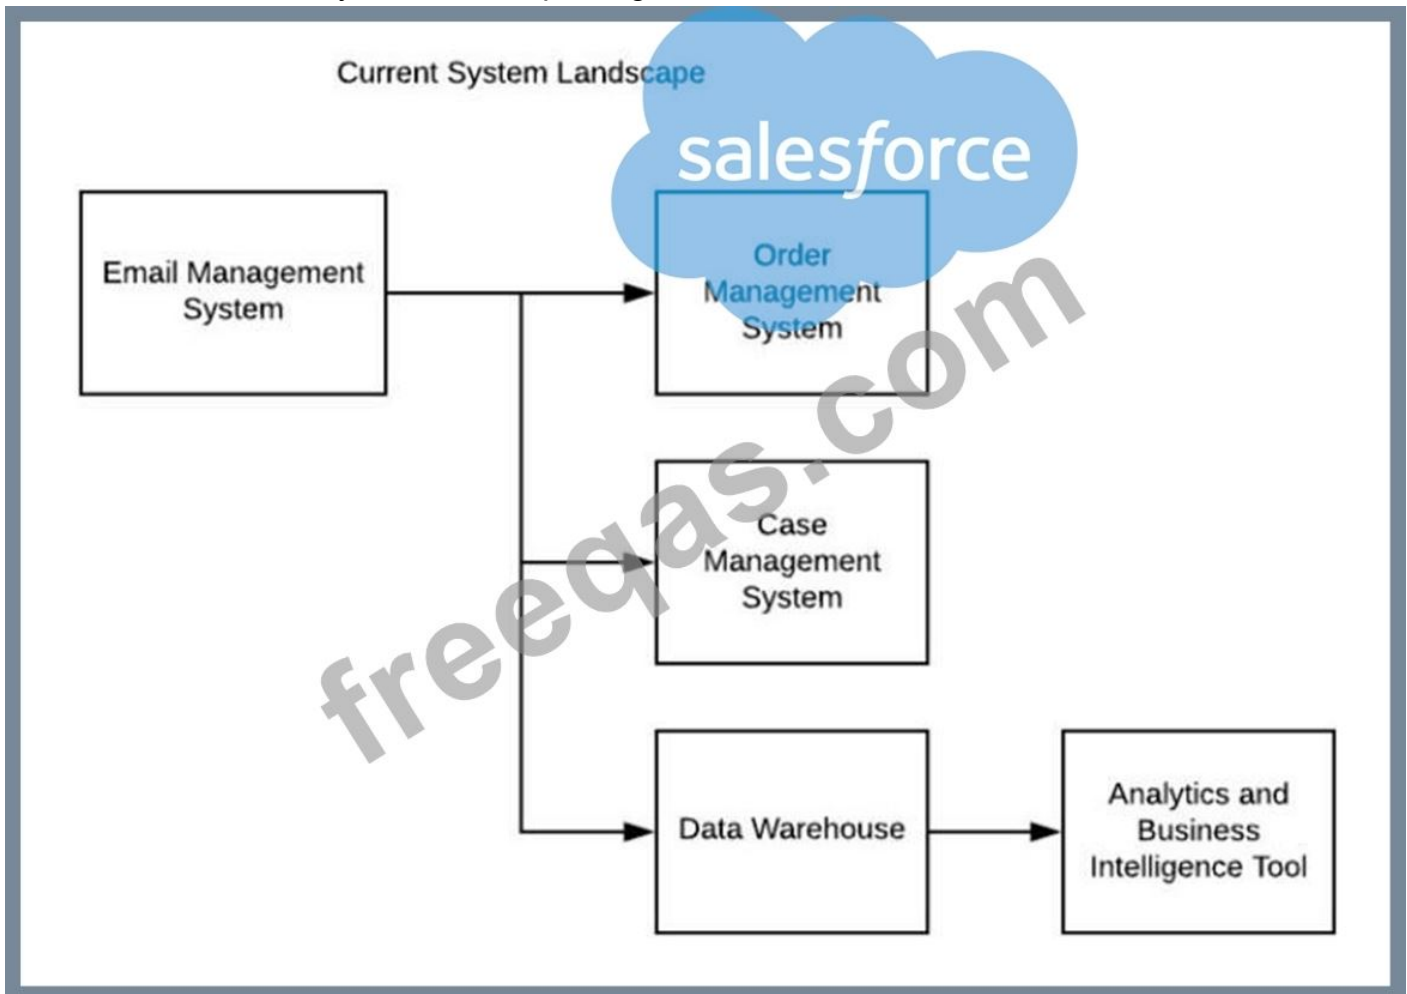 Current System Landscape
salesforce
Email Management
System
Order
Management
System
Case
Management
System
Data Warehouse
Analytics and
Business
Intelligence Tool
freeqas.com